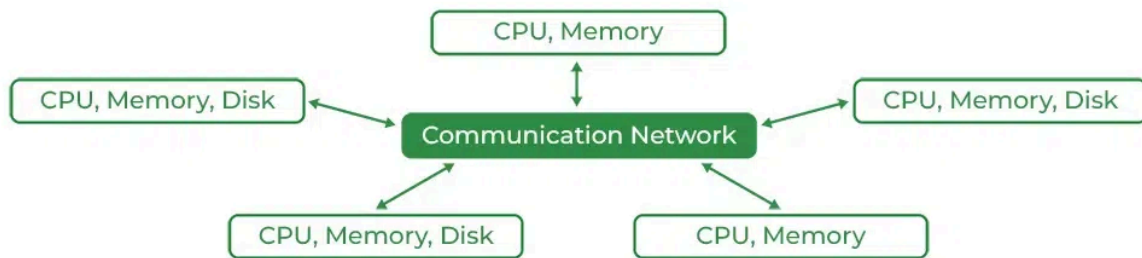 CPU, Memory
CPU, Memory, Disk
CPU, Memory, Disk
Communication Network
CPU, Memory, Disk
CPU, Memory